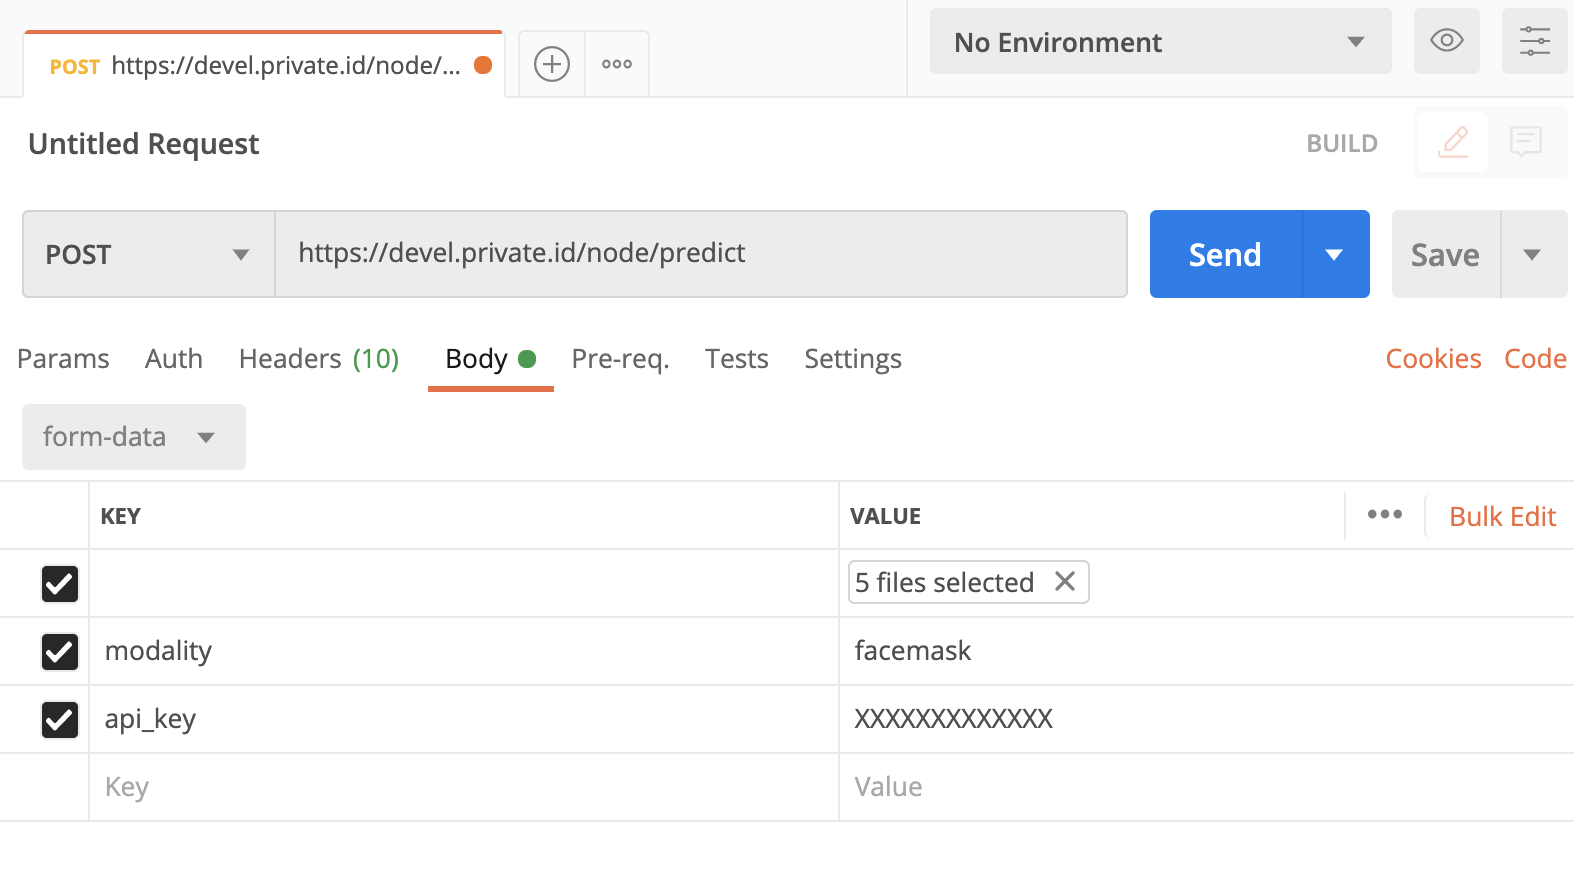 POST https://devel.private.id/node/...
No Environment
Untitled Request
BUILD
POST
https://devel.private.id/node/predict
Send
Save
Params Auth Headers (10) Body Pre-req. Tests Settings Cookies Code
form-data
KEY VALUE Bulk Edit
5 files selected
modality facemask
api_key XXXXXXXXXXXXX
Key Value